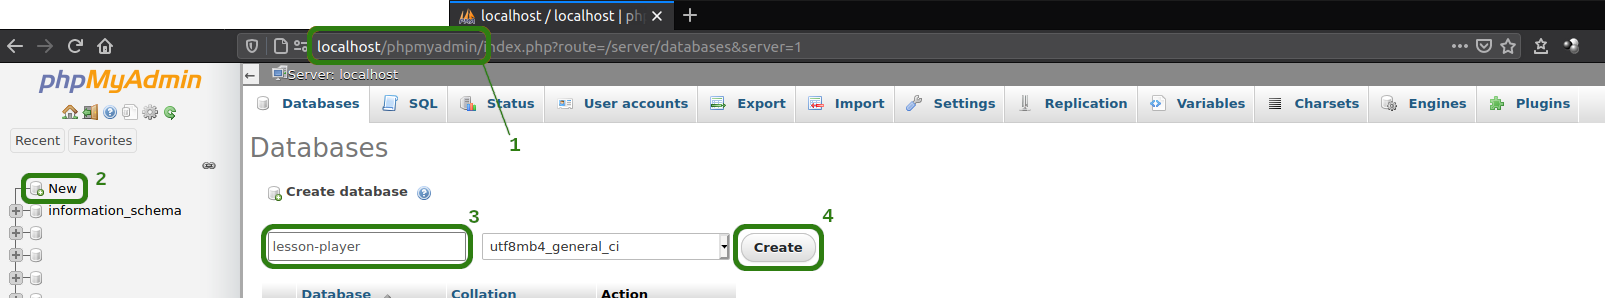 localhost / localhost | php
localhost/phpmyadmin/index.php?route=/server/databases&server=1
phpMyAdmin
Server: localhost
Databases SQL Status User accounts Export Import Settings Replication Variables Charsets Engines Plugins
1
Recent Favorites
Databases
New 2
Create database
information_schema
3 4
lesson-player utf8mb4_general_ci Create
Database Collation Action